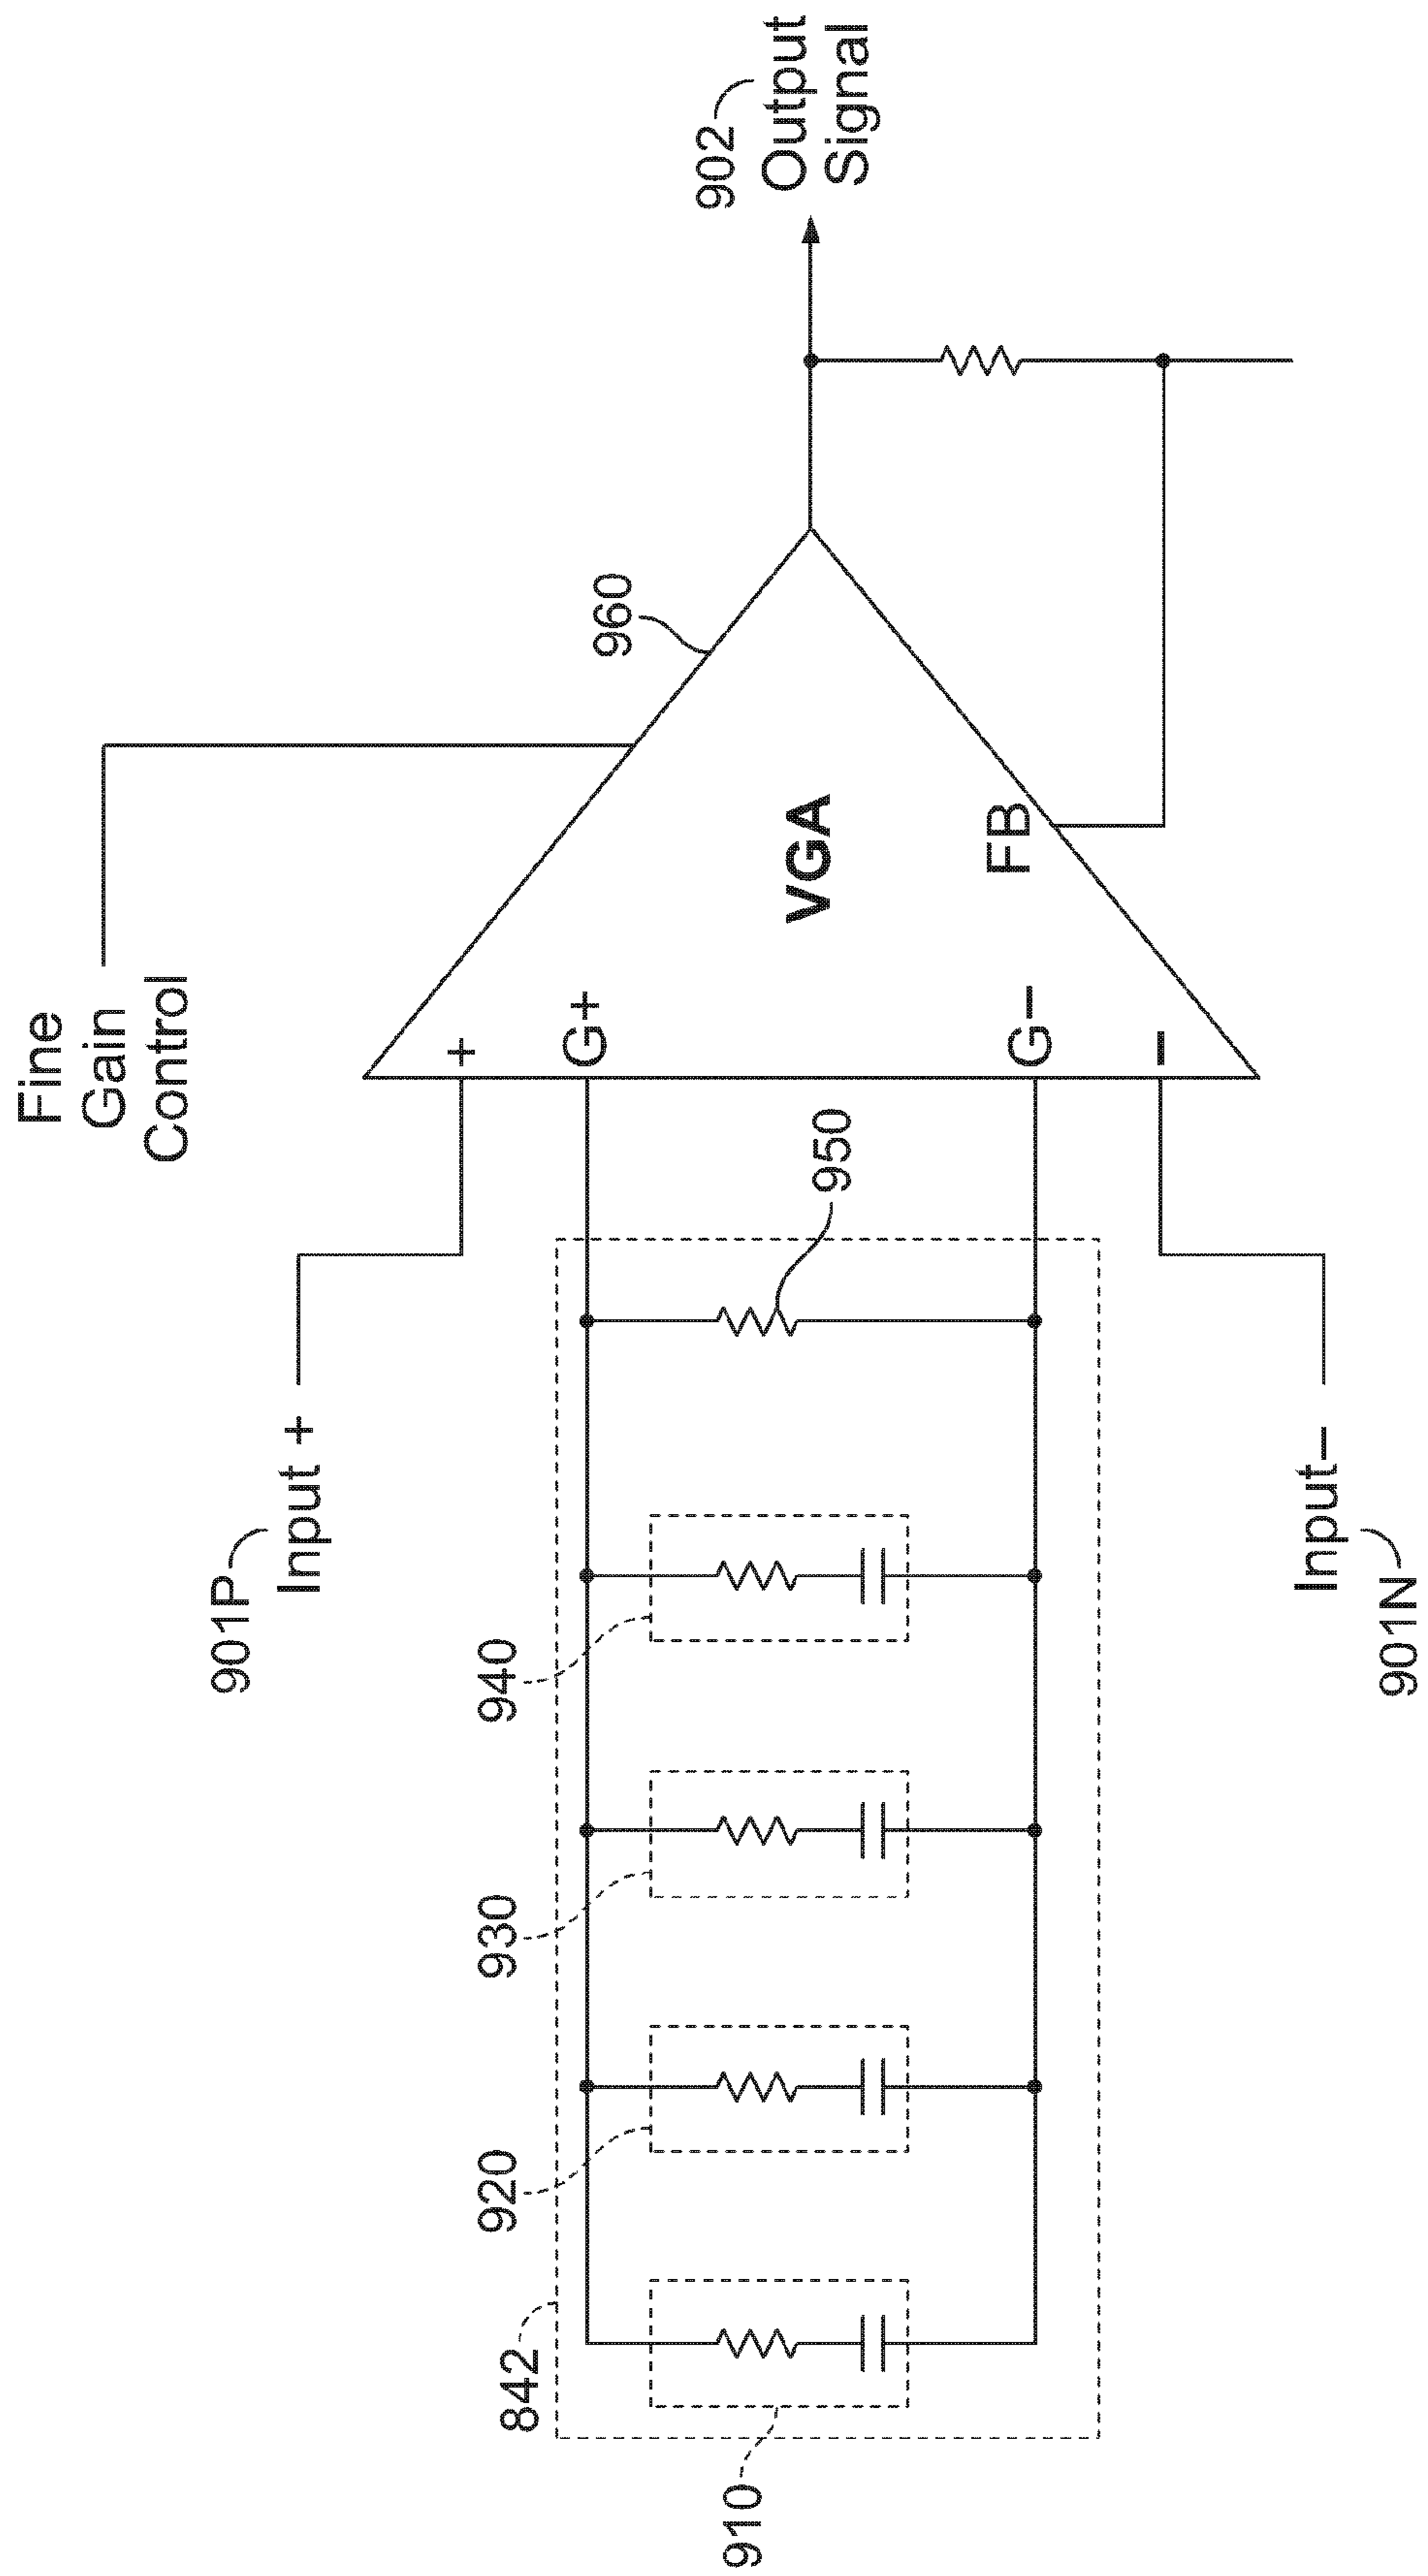 Fine
Gain
Control
901P
Input +
842
910
920
930
940
950
+
G+
G−
−
VGA
FB
960
902
Output
Signal
Input−
901N